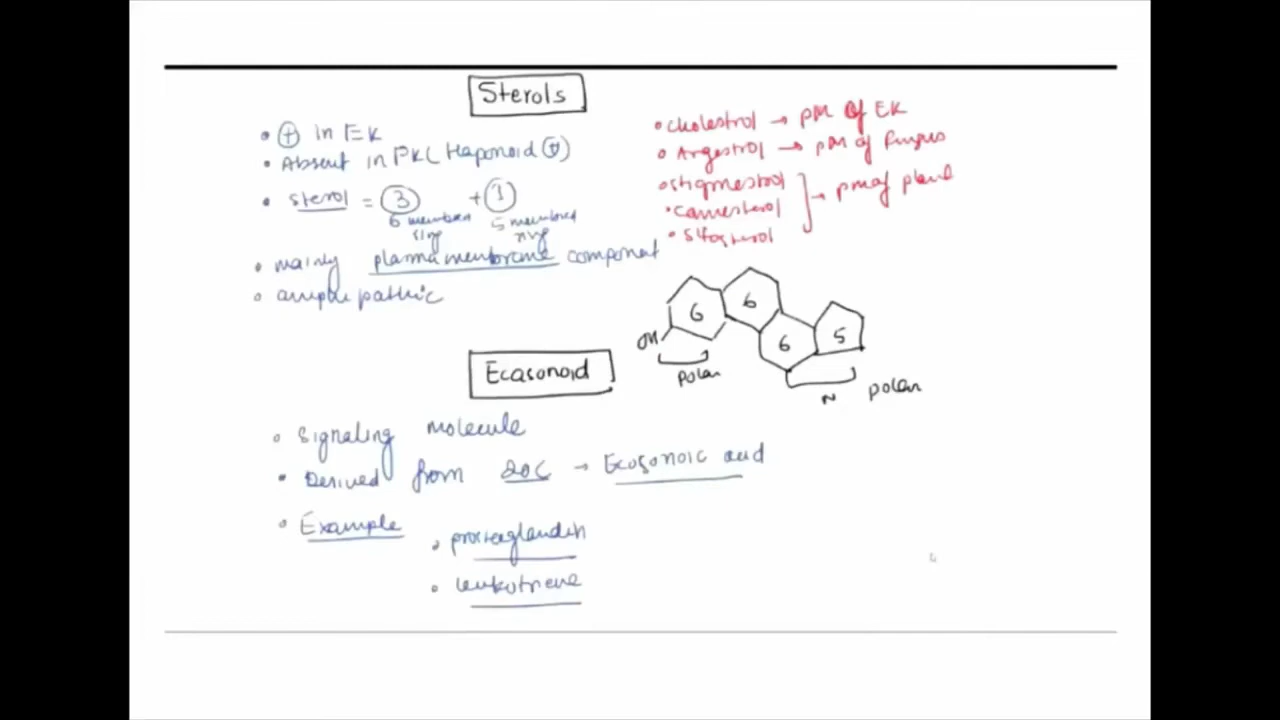 Sterols
• ⊕ in EK
• Absent in PK ( Haponoid ⊕)
• sterol = ③ + ①
6 membered ring
5 membered ring
• mainly plasma membrane component
• amphipathic
• Cholestrol → PM of EK
• Argestrol → PM of fungus
• stigmestrol
• camesterol
• sitosterol
→ PM of plant
6 6 6 5
OH
polar
N polar
Ecasonoid
• Signaling molecule
• Derived from 20C → Ecosonoic acid
• Example
• prostaglandin
• leukotriene